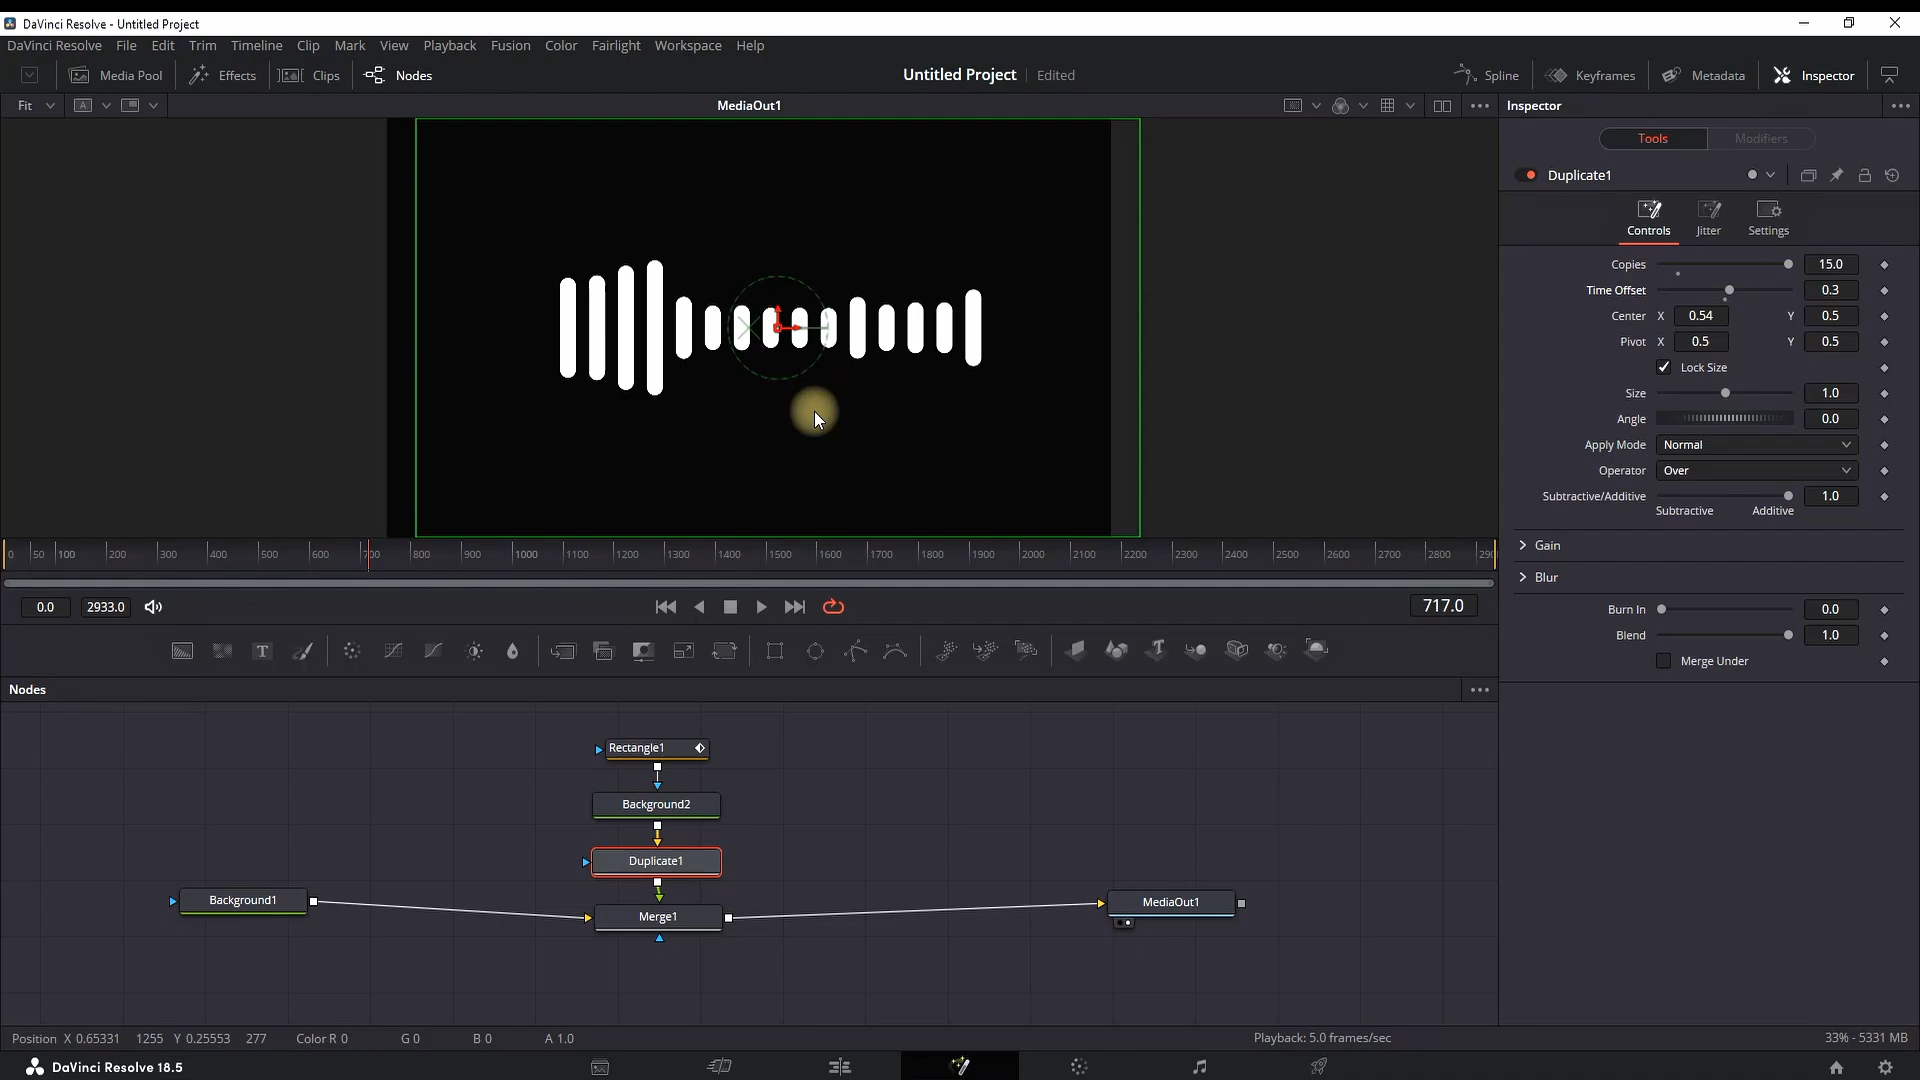 DaVinci Resolve - Untitled Project
DaVinci Resolve File Edit Trim Timeline Clip Mark View Playback Fusion Color Fairlight Workspace Help
Media Pool Effects Clips Nodes Untitled Project Edited Spline Keyframes Metadata Inspector
Fit A MediaOut1 Inspector
Tools Modifiers
Duplicate1
Controls Jitter Settings
Copies 15.0
Time Offset 0.3
Center X 0.54 Y 0.5
Pivot X 0.5 Y 0.5
Lock Size
Size 1.0
Angle 0.0
Apply Mode Normal
Operator Over
Subtractive/Additive 1.0
Subtractive Additive
Gain
Blur
Burn In 0.0
Blend 1.0
Merge Under
0 50 100 200 300 400 500 600 700 800 900 1000 1100 1200 1300 1400 1500 1600 1700 1800 1900 2000 2100 2200 2300 2400 2500 2600 2700 2800 290
0.0 2933.0 717.0
T T
Nodes
Rectangle1
Background2
Duplicate1
Background1
Merge1
MediaOut1
Position X 0.65331 1255 Y 0.25553 277 Color R 0 G 0 B 0 A 1.0 Playback: 5.0 frames/sec 33% - 5331 MB
DaVinci Resolve 18.5